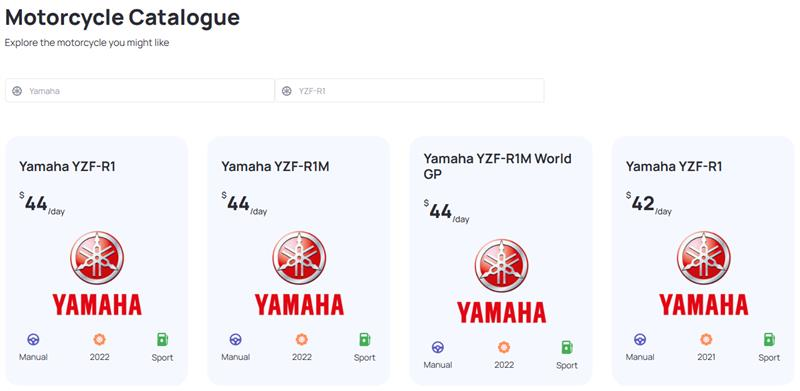 Motorcycle Catalogue
Explore the motorcycle you might like
Yamaha
YZF-R1
Yamaha YZF-R1
$44/day
YAMAHA
Manual
2022
Sport
Yamaha YZF-R1M
$44/day
YAMAHA
Manual
2022
Sport
Yamaha YZF-R1M World
GP
$44/day
YAMAHA
Manual
2022
Sport
Yamaha YZF-R1
$42/day
YAMAHA
Manual
2021
Sport